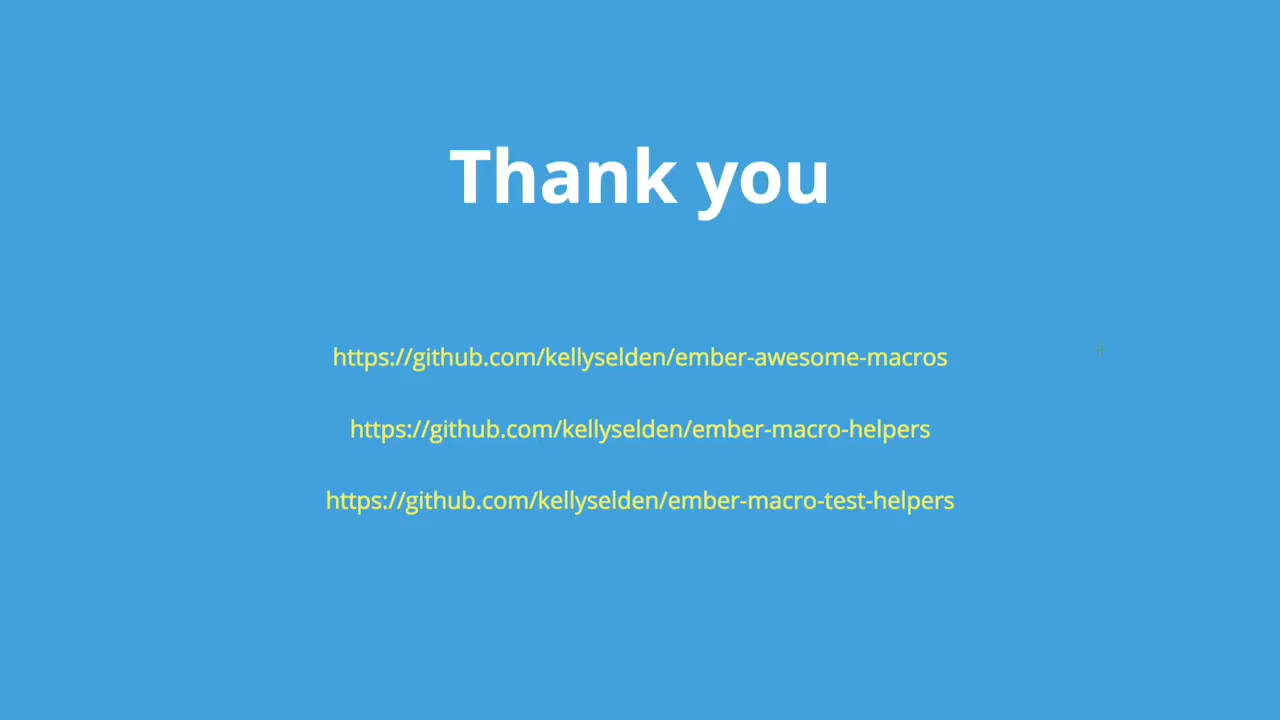 Thank you
https://github.com/kellyselden/ember-awesome-macros
https://github.com/kellyselden/ember-macro-helpers
https://github.com/kellyselden/ember-macro-test-helpers